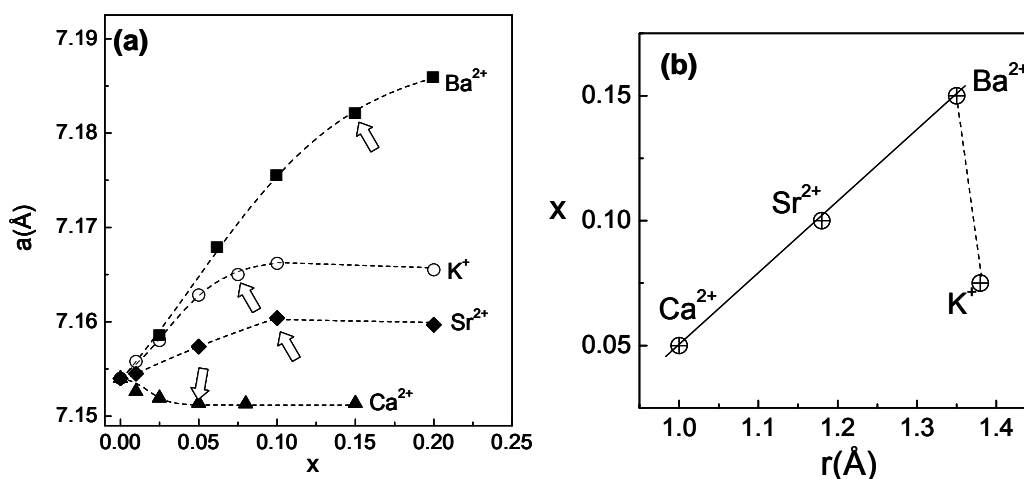 (a)
7.19
7.18
7.17
7.16
7.15
a(Å)
Ba²⁺
K⁺
Sr²⁺
Ca²⁺
0.00 0.05 0.10 0.15 0.20 0.25
x
(b)
0.15
0.10
0.05
x
Ba²⁺
Sr²⁺
Ca²⁺
K⁺
1.0 1.1 1.2 1.3 1.4
r(Å)